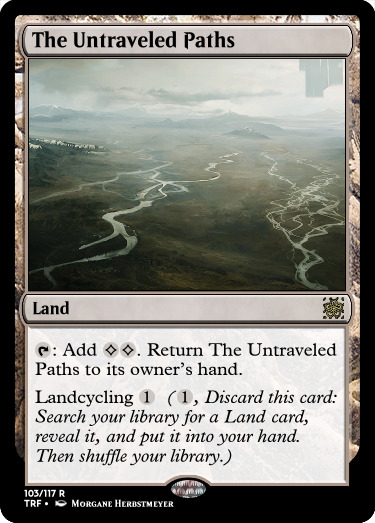 The Untraveled Paths
Land
: Add . Return The Untraveled
Paths to its owner's hand.
Landcycling 1 (1, Discard this card:
Search your library for a Land card,
reveal it, and put it into your hand.
Then shuffle your library.)
103/117 R
TRF • Morgane Herbstmeyer